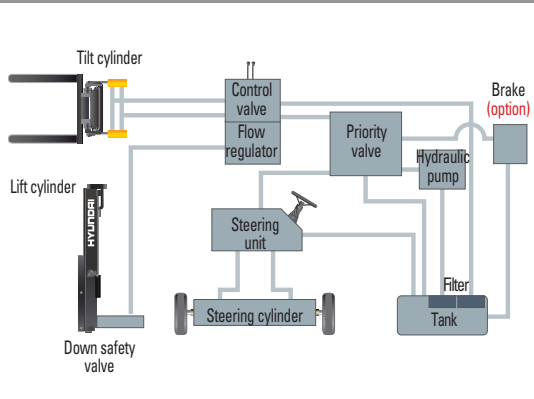 Tilt cylinder
Control
valve
Flow
regulator
Priority
valve
Brake
(option)
Hydraulic
pump
Lift cylinder
HYUNDAI
Steering
unit
Filter
Steering cylinder
Tank
Down safety
valve